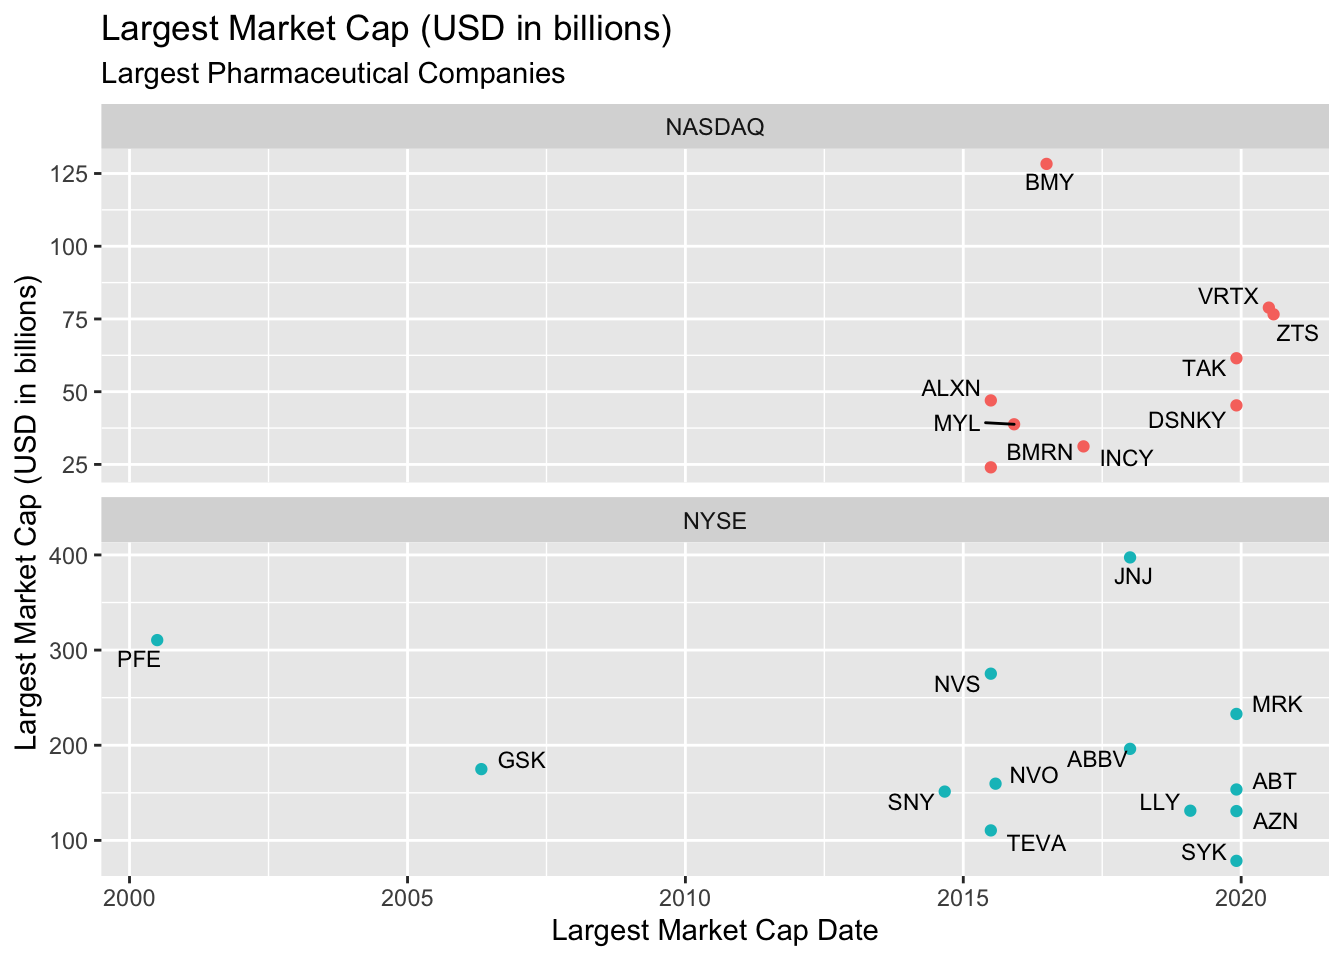 Largest Market Cap (USD in billions)
Largest Pharmaceutical Companies
NASDAQ
125
100
75
50
25
BMY
VRTX
ZTS
TAK
ALXN
DSNKY
MYL
BMRN
INCY
Largest Market Cap (USD in billions)
NYSE
400
300
200
100
JNJ
PFE
NVS
MRK
GSK
ABBV
NVO
ABT
SNY
LLY
AZN
TEVA
SYK
2000
2005
2010
2015
2020
Largest Market Cap Date